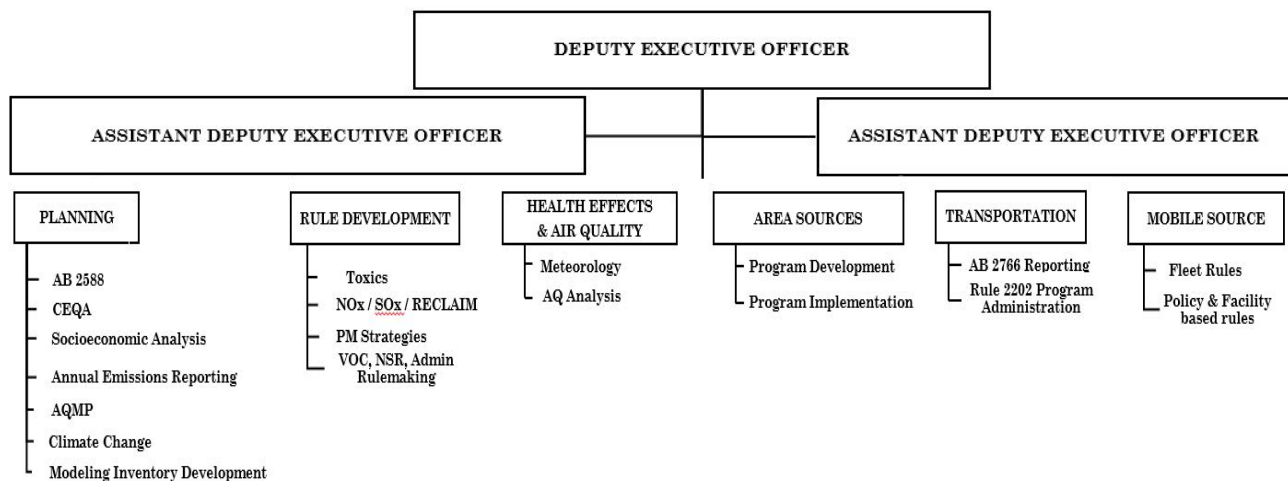 DEPUTY EXECUTIVE OFFICER
ASSISTANT DEPUTY EXECUTIVE OFFICER
ASSISTANT DEPUTY EXECUTIVE OFFICER
PLANNING
AB 2588
CEQA
Socioeconomic Analysis
Annual Emissions Reporting
AQMP
Climate Change
Modeling Inventory Development
RULE DEVELOPMENT
Toxics
NOx / SOx / RECLAIM
PM Strategies
VOC, NSR, Admin
Rulemaking
HEALTH EFFECTS
& AIR QUALITY
Meteorology
AQ Analysis
AREA SOURCES
Program Development
Program Implementation
TRANSPORTATION
AB 2766 Reporting
Rule 2202 Program
Administration
MOBILE SOURCE
Fleet Rules
Policy & Facility
based rules